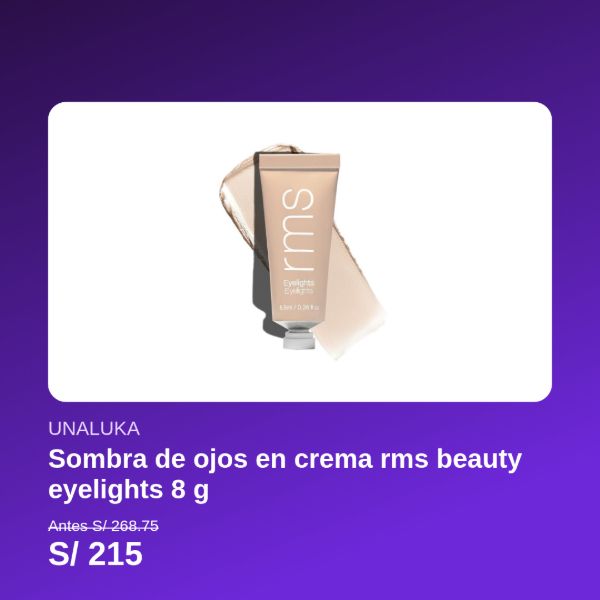 rms
Eyelights
Eyelights
UNALUKA
Sombra de ojos en crema rms beauty
eyelights 8 g
Antes S/ 268.75
S/ 215